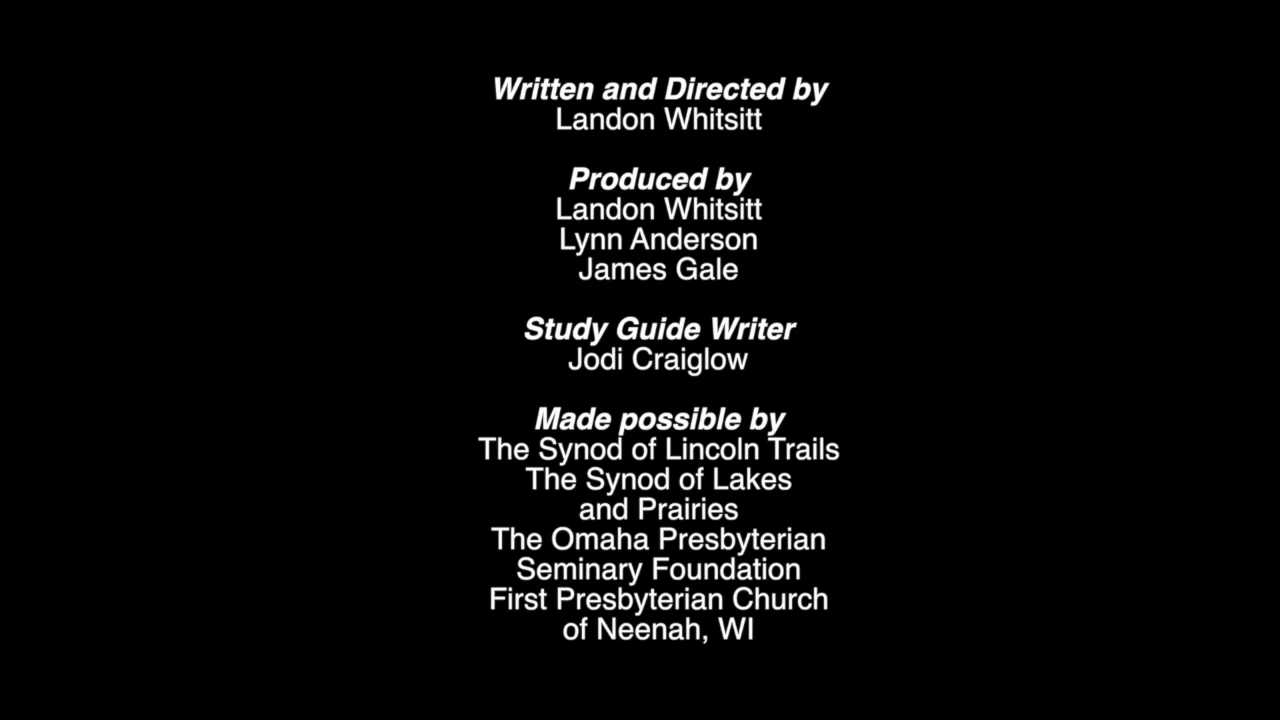 Written and Directed by
Landon Whitsitt
Produced by
Landon Whitsitt
Lynn Anderson
James Gale
Study Guide Writer
Jodi Craiglow
Made possible by
The Synod of Lincoln Trails
The Synod of Lakes
and Prairies
The Omaha Presbyterian
Seminary Foundation
First Presbyterian Church
of Neenah, WI